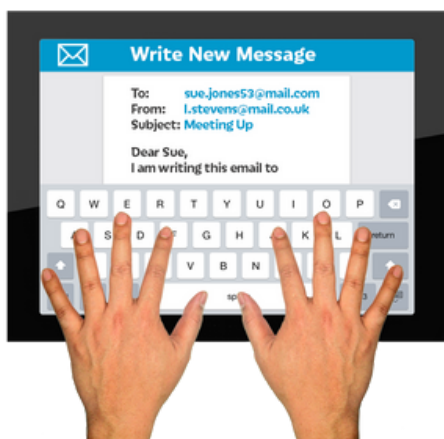 Write New Message
To: sue.jones53@mail.com
From: l.stevens@mail.co.uk
Subject: Meeting Up
Dear Sue,
I am writing this email to
Q W E R T Y U I O P
S D G H K L return
V B N